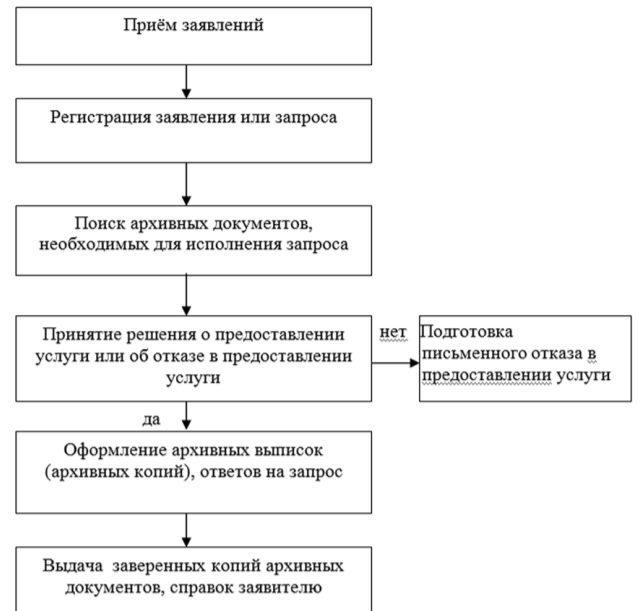 Приём заявлений
Регистрация заявления или запроса
Поиск архивных документов,
необходимых для исполнения запроса
Принятие решения о предоставлении
услуги или об отказе в предоставлении
услуги
нет
Подготовка
письменного отказа в
предоставлении услуги
да
Оформление архивных выписок
(архивных копий), ответов на запрос
Выдача заверенных копий архивных
документов, справок заявителю